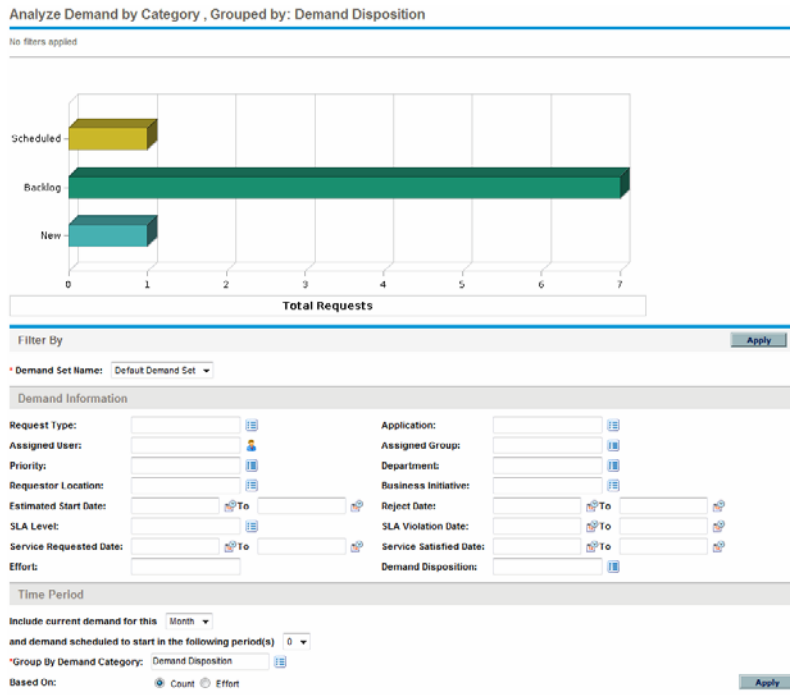 Analyze Demand by Category , Grouped by: Demand Disposition
No filters applied
Scheduled
Backlog
New
0 1 2 3 4 5 6 7
Total Requests
Filter By Apply
* Demand Set Name: Default Demand Set
Demand Information
Request Type: Application:
Assigned User: Assigned Group:
Priority: Department:
Requestor Location: Business Initiative:
Estimated Start Date: To Reject Date: To
SLA Level: SLA Violation Date: To
Service Requested Date: To Service Satisfied Date: To
Effort: Demand Disposition:
Time Period
Include current demand for this Month
and demand scheduled to start in the following period(s) 0
*Group By Demand Category: Demand Disposition
Based On: Count Effort Apply